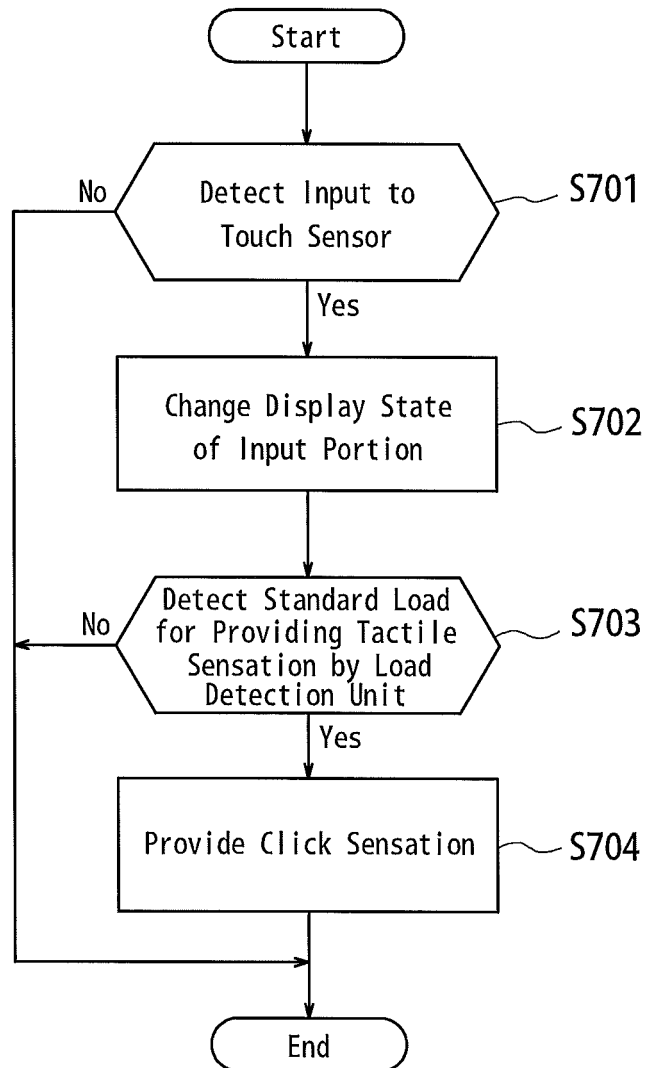 Start
No
Detect Input to
Touch Sensor
S701
Yes
Change Display State
of Input Portion
S702
No
Detect Standard Load
for Providing Tactile
Sensation by Load
Detection Unit
S703
Yes
Provide Click Sensation
S704
End